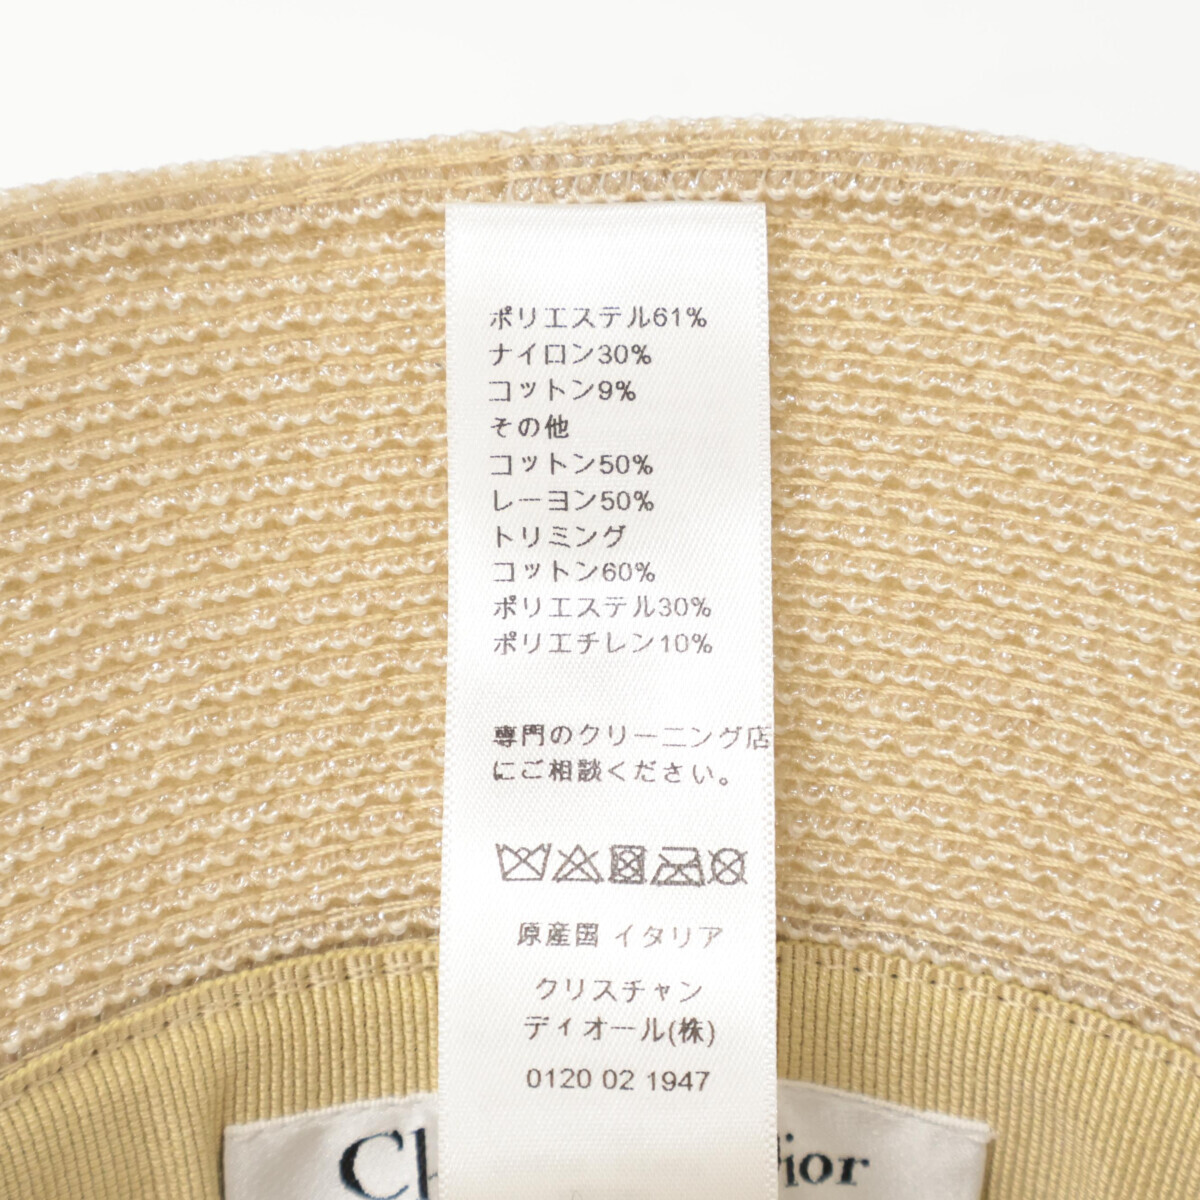 ポリエステル61%
ナイロン30%
コットン9%
その他
コットン50%
レーヨン50%
トリミング
コットン60%
ポリエステル30%
ポリエチレン10%
専門のクリーニング店
にご相談ください。
原産国 イタリア
クリスチャン
ディオール(株)
0120 02 1947